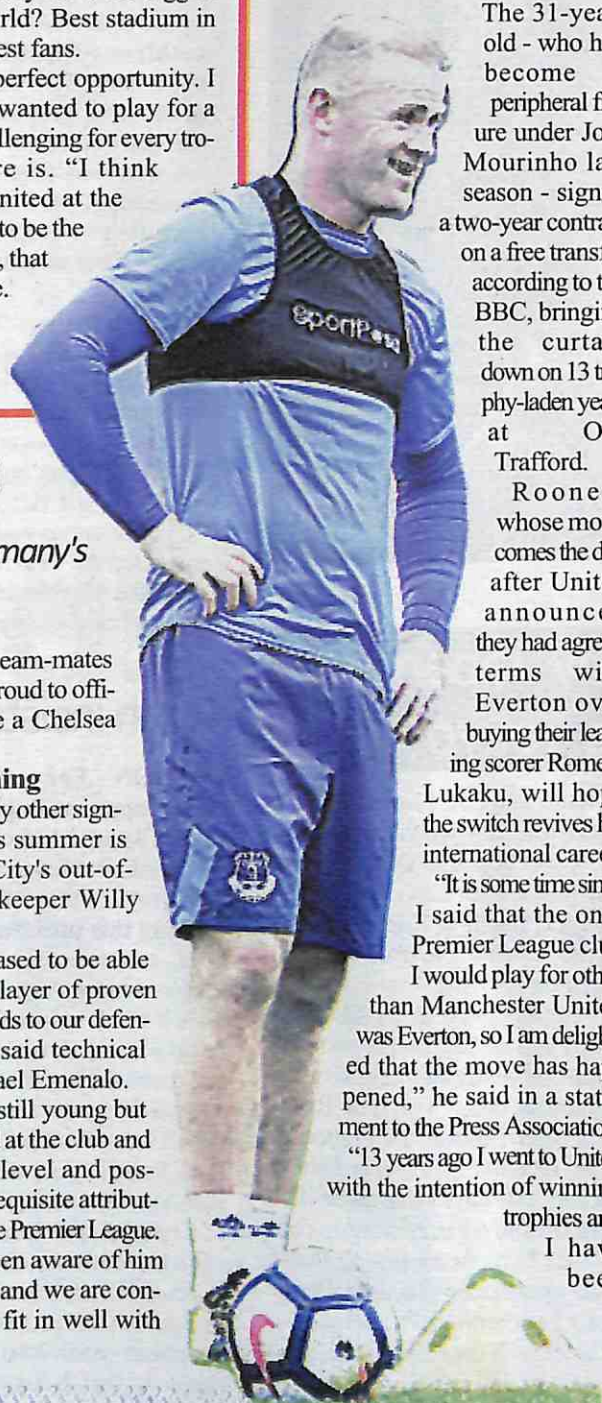 rld? Best stadium in
est fans.
perfect opportunity. I
wanted to play for a
llenging for every tro-
re is. “I think
nited at the
to be the
, that
e.
many's
eam-mates
roud to offi-
e a Chelsea
ning
y other sign-
s summer is
City's out-of-
keeper Willy
ased to be able
layer of proven
ds to our defen-
said technical
ael Emenalo.
still young but
at the club and
level and pos-
equisite attribut-
e Premier League.
en aware of him
and we are con-
fit in well with
SportPesa
The 31-yea
old - who h
become
peripheral fi
ure under Jo
Mourinho la
season - sign
a two-year contra
on a free transf
according to t
BBC, bringi
the curta
down on 13 tr
phy-laden yea
at O
Trafford.
Roone
whose mo
comes the d
after Unit
announce
they had agre
terms wi
Everton ov
buying their lea
ing scorer Rome
Lukaku, will hop
the switch revives h
international caree
“It is some time sin
I said that the on
Premier League clu
I would play for oth
than Manchester Unite
was Everton, so I am deligh
ed that the move has ha
pened,” he said in a stat
ment to the Press Associatio
“13 years ago I went to Unite
with the intention of winnin
trophies an
I hav
bee